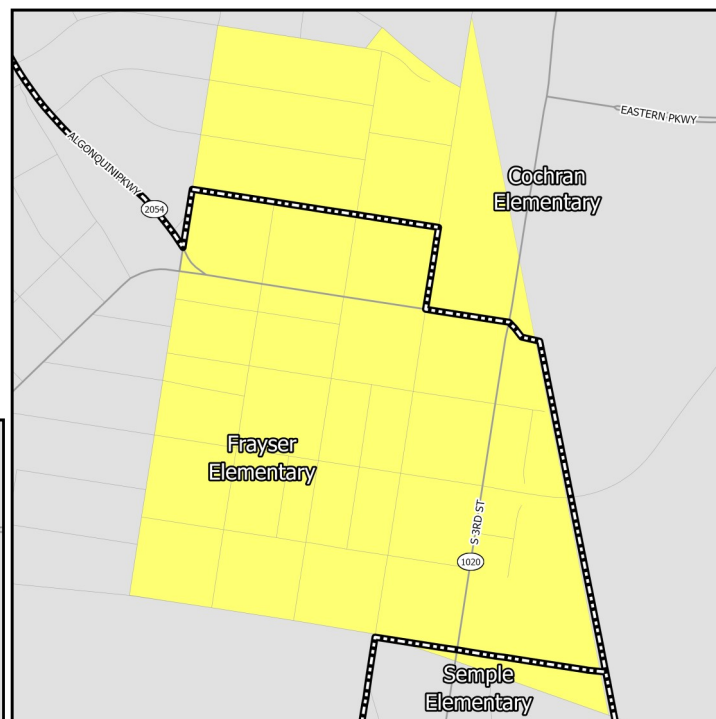 EASTERN PKWY
ALGONQUIN PKWY
2054
Cochran
Elementary
Frayser
Elementary
S 3RD ST
1020
Semple
Elementary